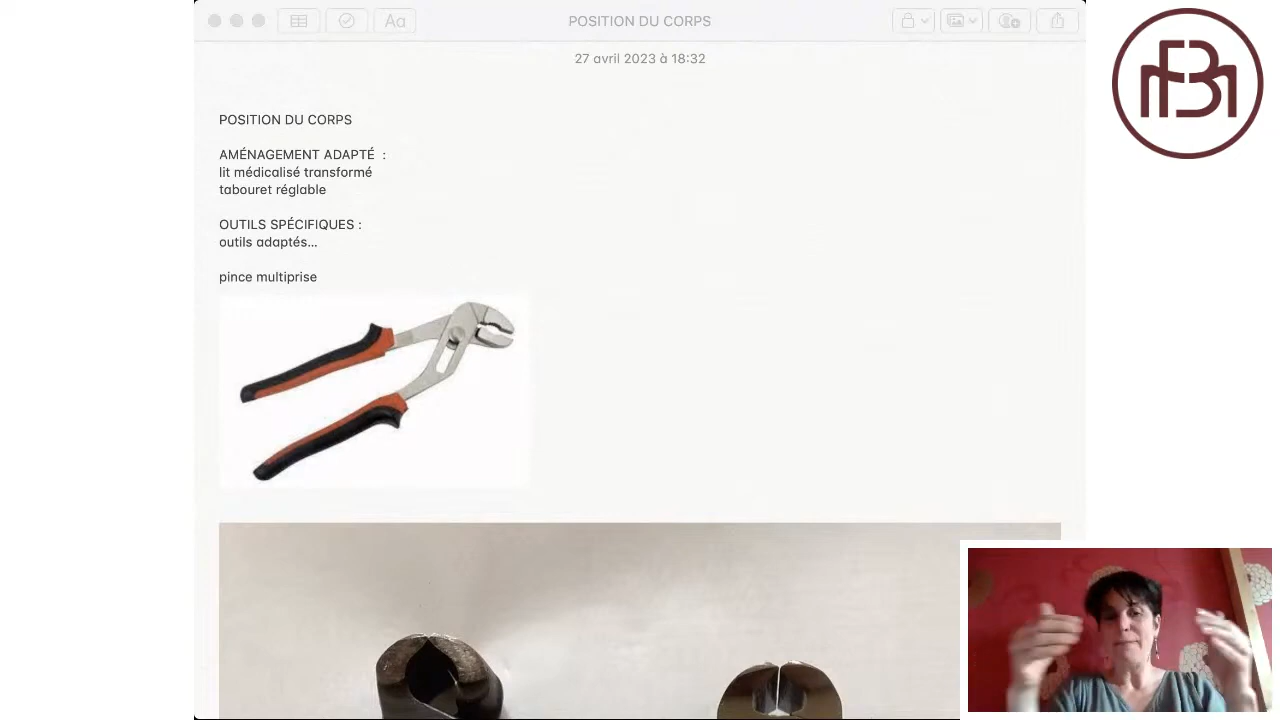 Aa
POSITION DU CORPS
27 avril 2023 à 18:32
POSITION DU CORPS
AMÉNAGEMENT ADAPTÉ :
lit médicalisé transformé
tabouret réglable
OUTILS SPÉCIFIQUES :
outils adaptés...
pince multiprise